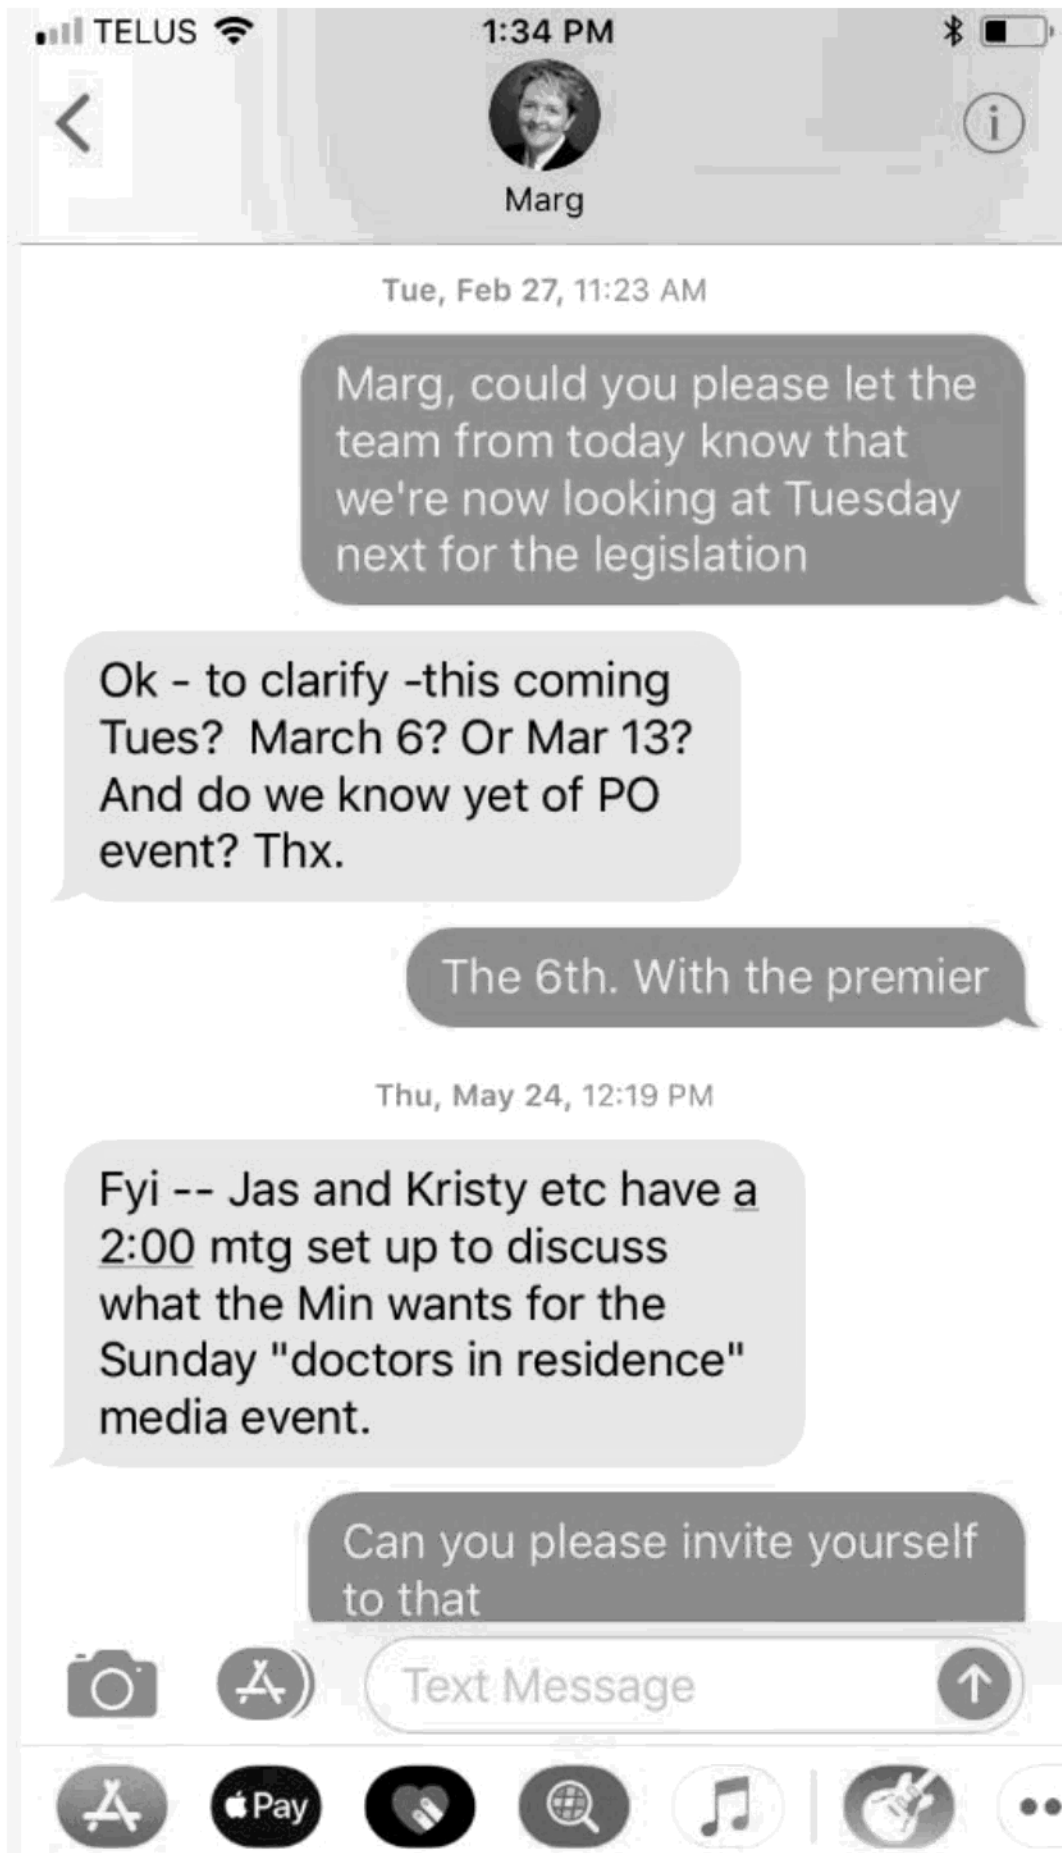 TELUS
1:34 PM
i
Marg
Tue, Feb 27, 11:23 AM
Marg, could you please let the
team from today know that
we're now looking at Tuesday
next for the legislation
Ok - to clarify -this coming
Tues?  March 6? Or Mar 13?
And do we know yet of PO
event? Thx.
The 6th. With the premier
Thu, May 24, 12:19 PM
Fyi -- Jas and Kristy etc have a
2:00 mtg set up to discuss
what the Min wants for the
Sunday "doctors in residence"
media event.
Can you please invite yourself
to that
Text Message
Pay